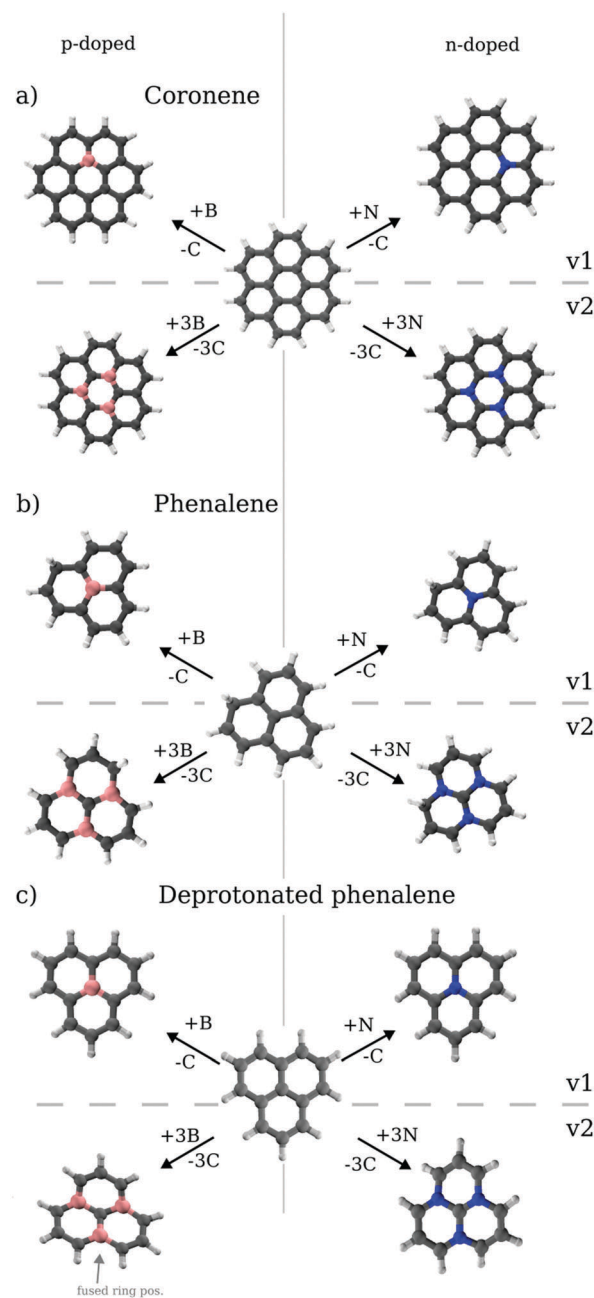 p-doped
n-doped
a) Coronene
+B
-C
+N
-C
v1
v2
+3B
-3C
+3N
-3C
b) Phenalene
+B
-C
+N
-C
v1
v2
+3B
-3C
+3N
-3C
c) Deprotonated phenalene
+B
-C
+N
-C
v1
v2
+3B
-3C
+3N
-3C
fused ring pos.